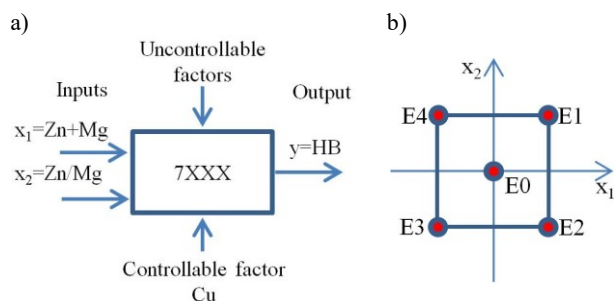 a)
Uncontrollable
factors
Inputs
Output
x₁=Zn+Mg
x₂=Zn/Mg
7XXX
y=HB
Controllable factor
Cu
b)
x₂
E4
E1
E0
x₁
E3
E2